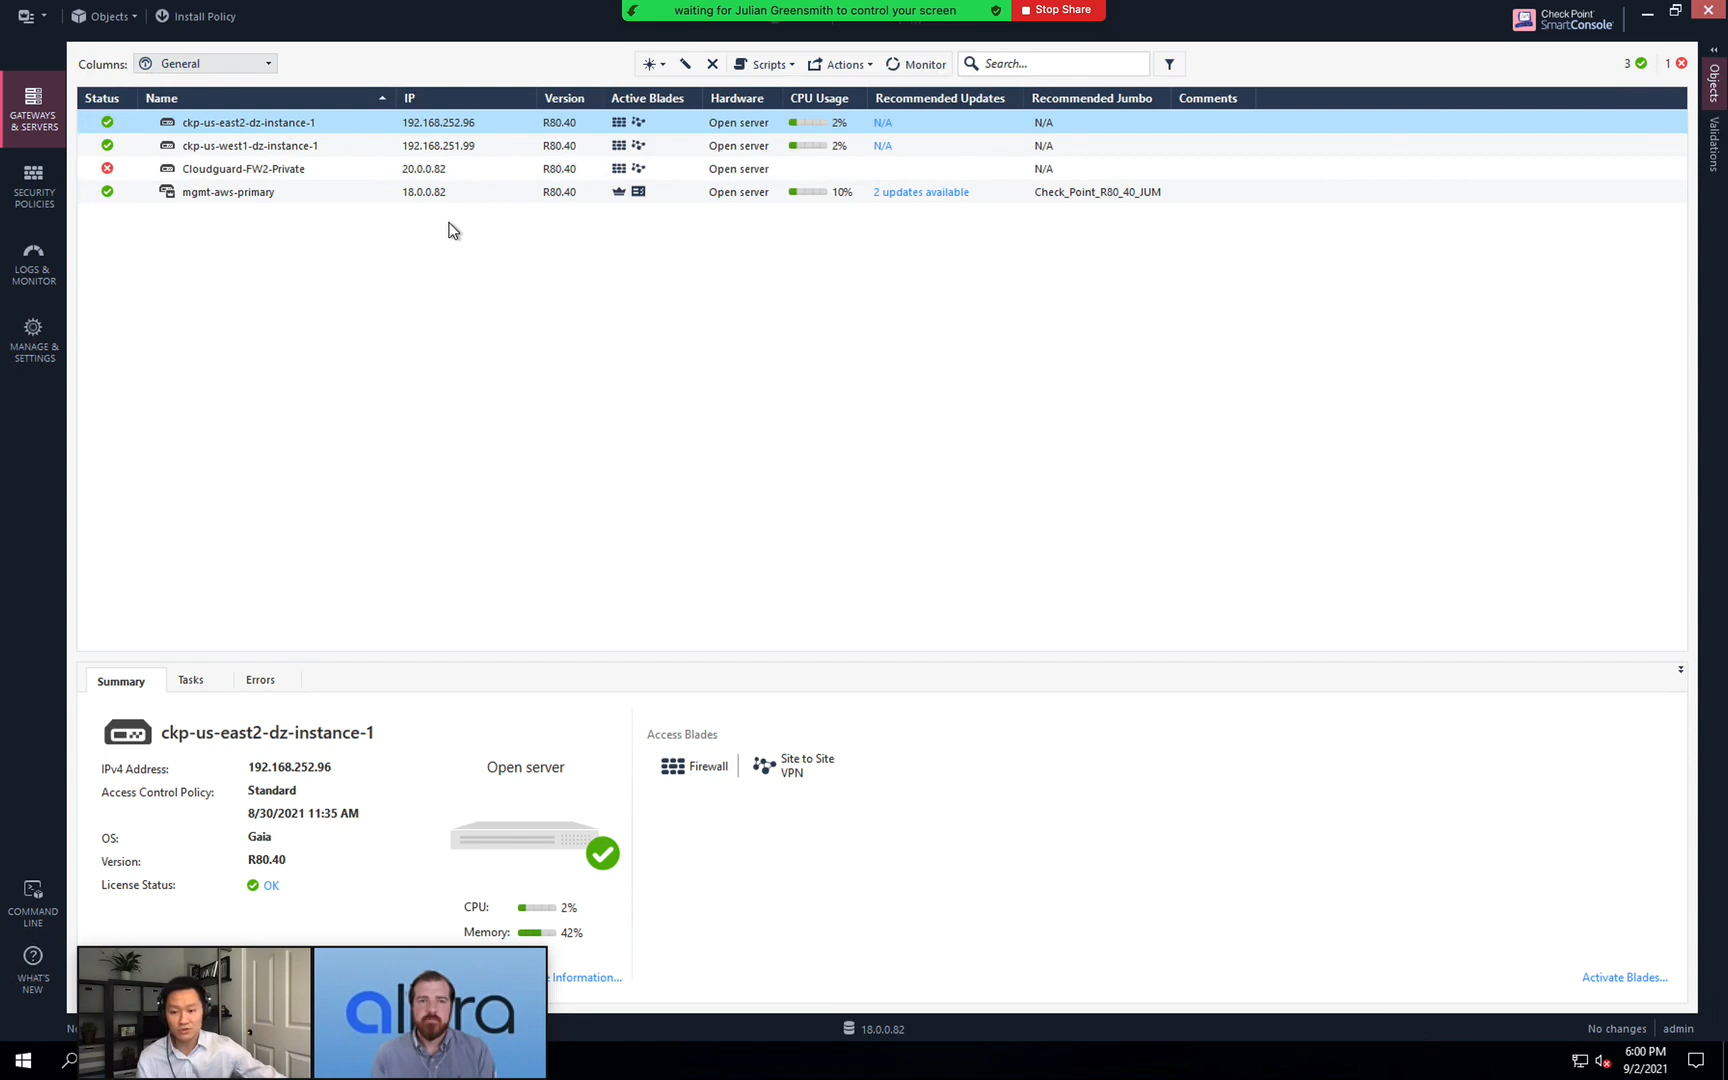 Objects
Install Policy
waiting for Julian Greensmith to control your screen
Stop Share
Check Point
SmartConsole
Columns:
General
Scripts
Actions
Monitor
Search...
3
1
Status Name IP Version Active Blades Hardware CPU Usage Recommended Updates Recommended Jumbo Comments
ckp-us-east2-dz-instance-1 192.168.252.96 R80.40 Open server 2% N/A N/A
ckp-us-west1-dz-instance-1 192.168.251.99 R80.40 Open server 2% N/A N/A
Cloudguard-FW2-Private 20.0.0.82 R80.40 Open server N/A
mgmt-aws-primary 18.0.0.82 R80.40 Open server 10% 2 updates available Check_Point_R80_40_JUM
GATEWAYS
& SERVERS
SECURITY
POLICIES
LOGS &
MONITOR
MANAGE &
SETTINGS
COMMAND
LINE
WHAT'S
NEW
Objects
Validations
Summary Tasks Errors
ckp-us-east2-dz-instance-1
IPv4 Address: 192.168.252.96
Access Control Policy: Standard
8/30/2021 11:35 AM
OS: Gaia
Version: R80.40
License Status: OK
Open server
CPU: 2%
Memory: 42%
Information...
Access Blades
Firewall
Site to Site
VPN
Activate Blades...
18.0.0.82
No changes
admin
6:00 PM
9/2/2021